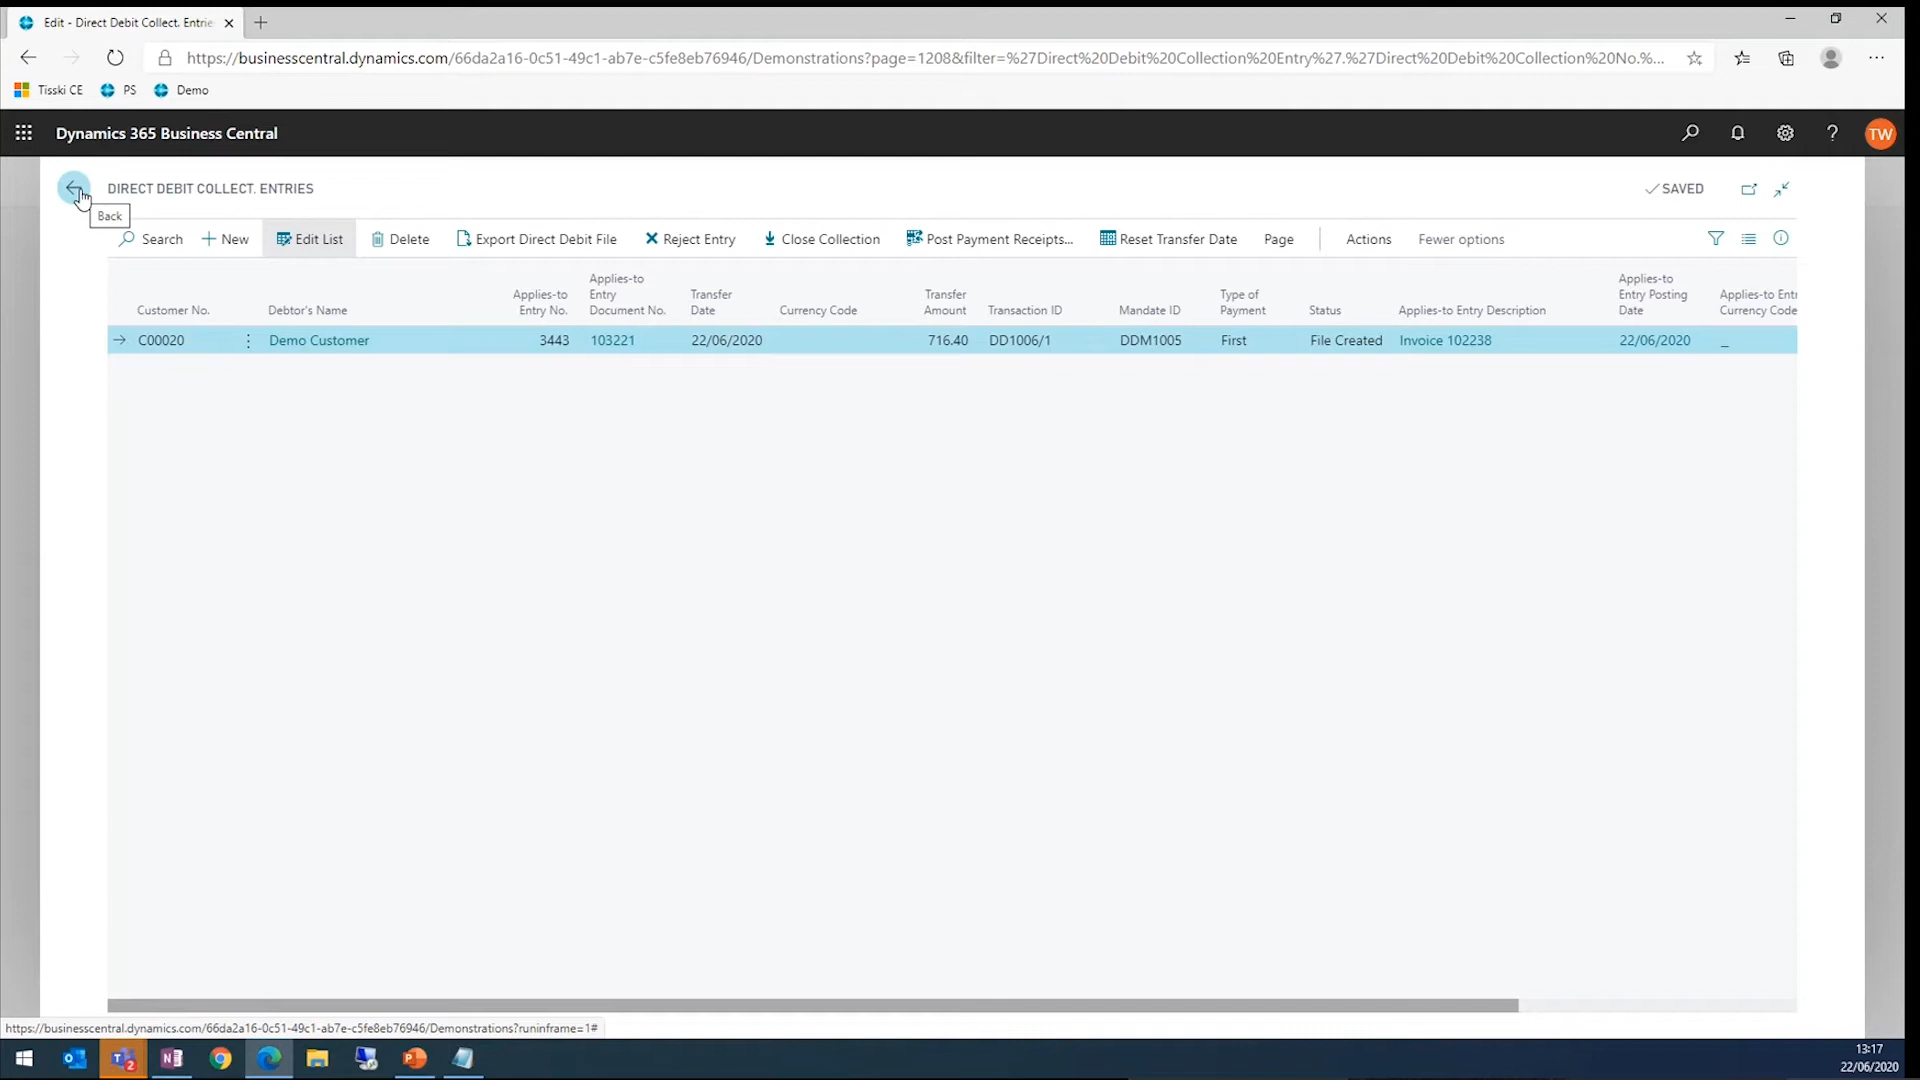 Edit - Direct Debit Collect. Entrie
https://businesscentral.dynamics.com/66da2a16-0c51-49c1-ab7e-c5fe8eb76946/Demonstrations?page=1208&filter=%27Direct%20Debit%20Collection%20Entry%27.%27Direct%20Debit%20Collection%20No.%...
Tisski CE PS Demo
Dynamics 365 Business Central TW
DIRECT DEBIT COLLECT. ENTRIES SAVED
Back
Search New Edit List Delete Export Direct Debit File Reject Entry Close Collection Post Payment Receipts... Reset Transfer Date Page Actions Fewer options
Customer No. Debtor's Name Applies-to Entry No. Applies-to Entry Document No. Transfer Date Currency Code Transfer Amount Transaction ID Mandate ID Type of Payment Status Applies-to Entry Description Applies-to Entry Posting Date Applies-to Entr Currency Code
C00020 Demo Customer 3443 103221 22/06/2020 716.40 DD1006/1 DDM1005 First File Created Invoice 102238 22/06/2020 _
https://businesscentral.dynamics.com/66da2a16-0c51-49c1-ab7e-c5fe8eb76946/Demonstrations?runinframe=1#
2
13:17
22/06/2020